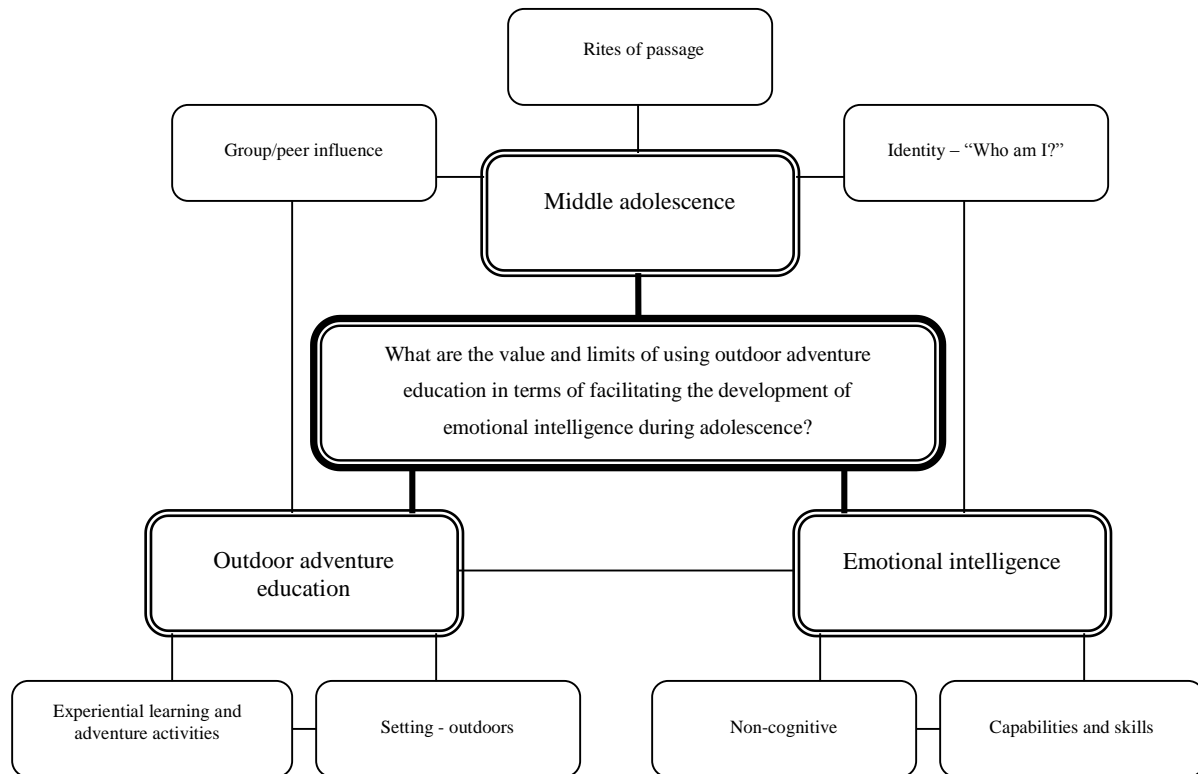 Rites of passage
Group/peer influence
Identity – “Who am I?”
Middle adolescence
What are the value and limits of using outdoor adventure
education in terms of facilitating the development of
emotional intelligence during adolescence?
Outdoor adventure
education
Emotional intelligence
Experiential learning and
adventure activities
Setting - outdoors
Non-cognitive
Capabilities and skills